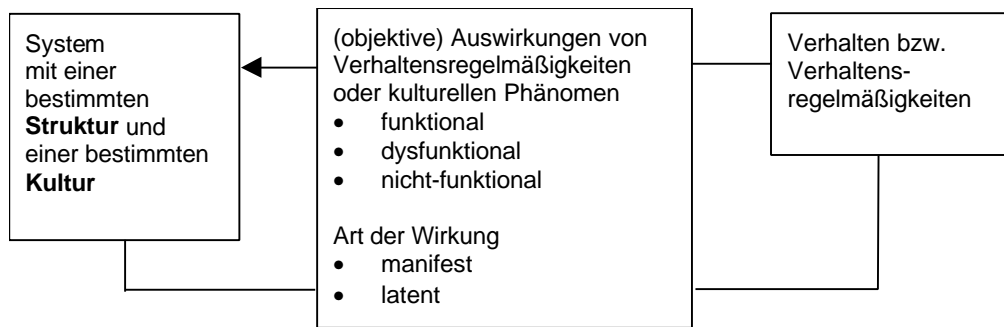 System
mit einer
bestimmten
Struktur und
einer bestimmten
Kultur
(objektive) Auswirkungen von
Verhaltensregelmäßigkeiten
oder kulturellen Phänomen
• funktional
• dysfunktional
• nicht-funktional
Art der Wirkung
• manifest
• latent
Verhalten bzw.
Verhaltens-
regelmäßigkeiten